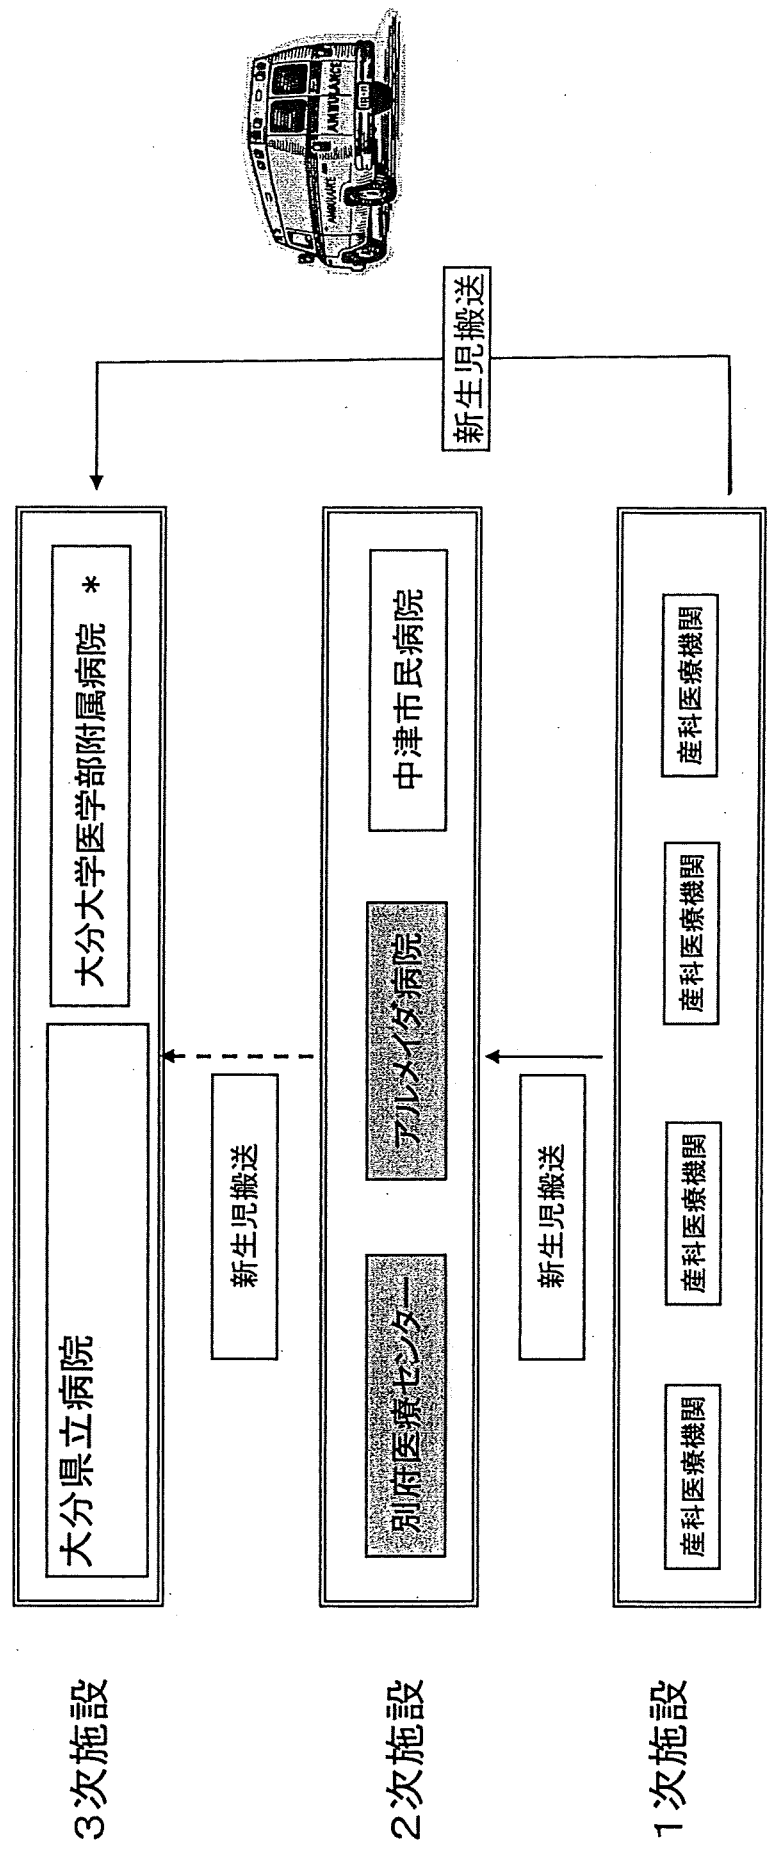 3次施設
大分県立病院
大分大学医学部附属病院 *
新生児搬送
新生児搬送
AMBULANCE
AMBULANCE
2次施設
別府医療センター
アルメイダ病院
中津市民病院
新生児搬送
1次施設
産科医療機関
産科医療機関
産科医療機関
産科医療機関